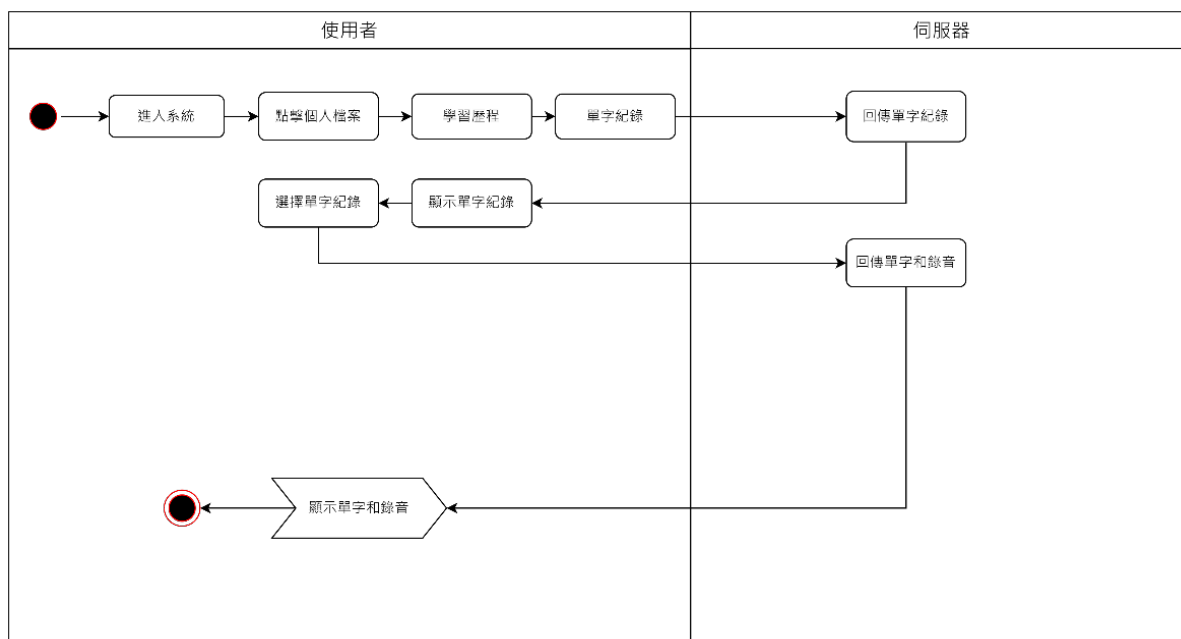 使用者
伺服器
進入系統
點擊個人檔案
學習歷程
單字紀錄
回傳單字紀錄
選擇單字紀錄
顯示單字紀錄
回傳單字和錄音
顯示單字和錄音